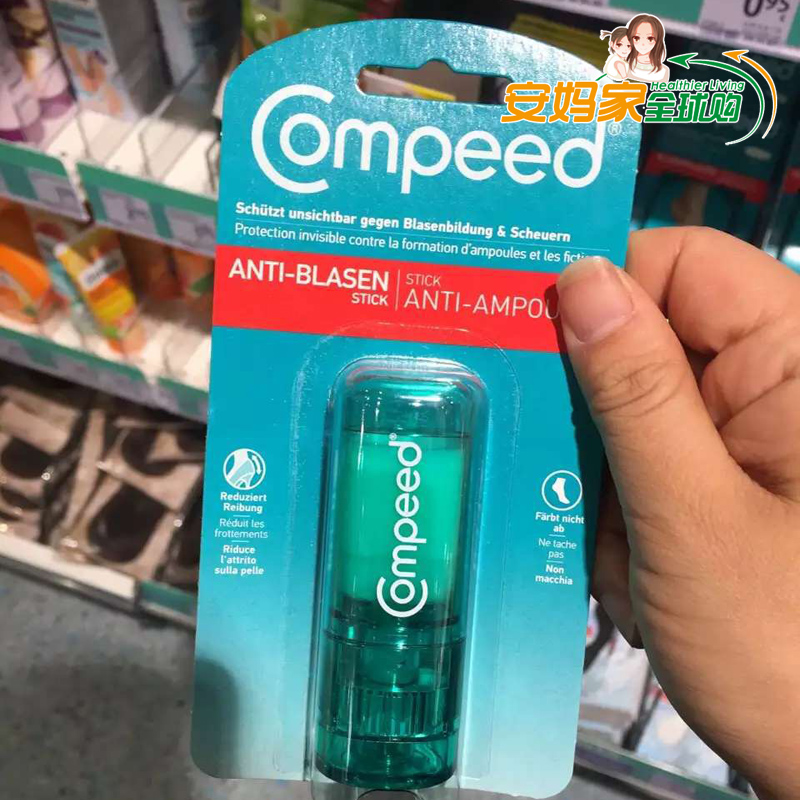 0.95
Healthier Living
安妈家全球购
Compeed®
Schützt unsichtbar gegen Blasenbildung & Scheuern
Protection invisible contre la formation d'ampoules et les
ANTI-BLASEN
STICK
STICK
ANTI-AMPOU
Compeed®
Reduziert
Reibung
Réduit les
frottements
Riduce
l'attrito
sulla pelle
Färbt nicht
ab
Ne tache
pas
Non
macchia